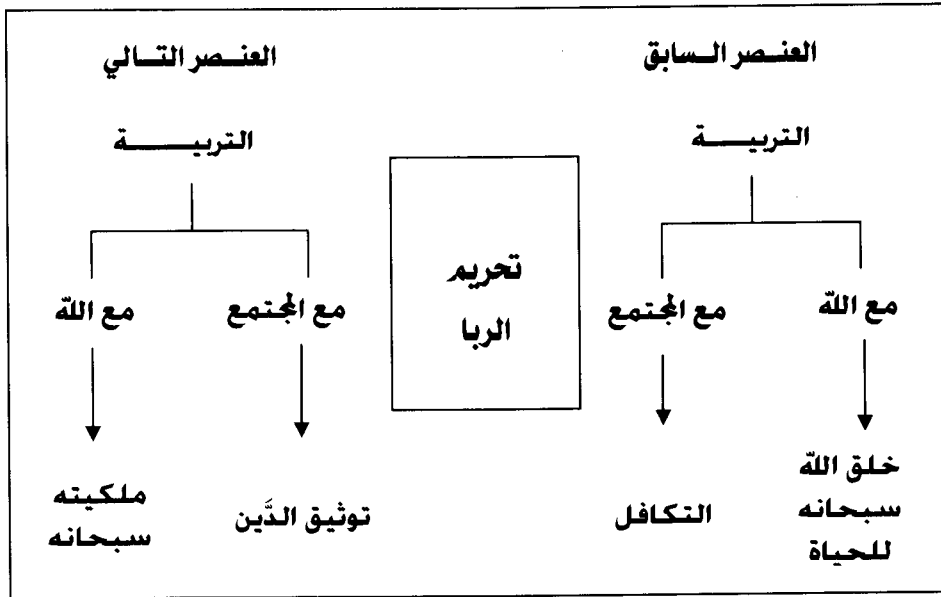 العنصر السابق
العنصر التالي
التربية
التربية
تحريم
الربا
مع الله
مع المجتمع
مع المجتمع
مع الله
خلق الله
سبحانه
للحياة
التكافل
توثيق الدَّين
ملكيته
سبحانه